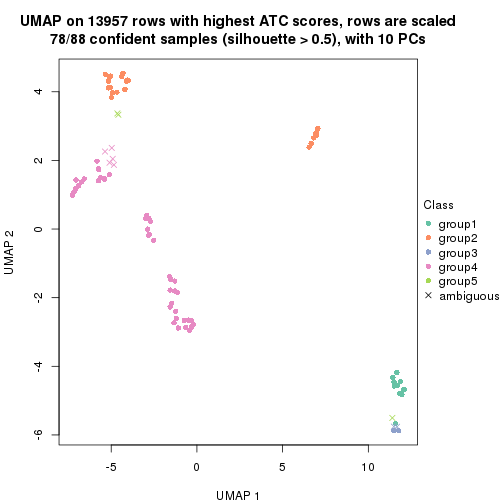 UMAP on 13957 rows with highest ATC scores, rows are scaled
78/88 confident samples (silhouette > 0.5), with 10 PCs
4
2
0
-2
-4
-6
UMAP 2
-5
0
5
10
UMAP 1
Class
group1
group2
group3
group4
group5
ambiguous